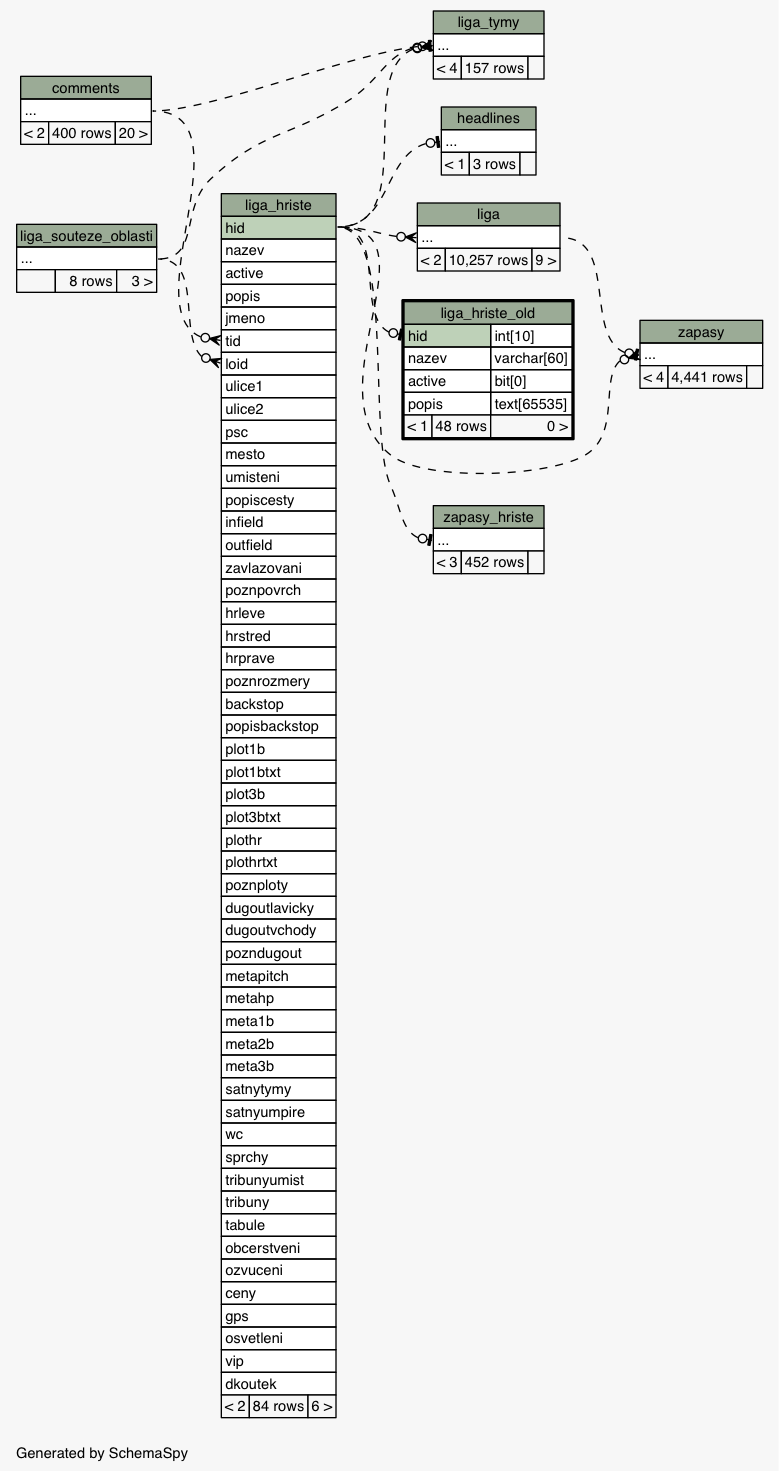 liga_tymy
...
< 4 157 rows
comments
...
< 2 400 rows 20 >
headlines
...
< 1 3 rows
liga_hriste
hid
nazev
active
popis
jmeno
tid
loid
ulice1
ulice2
psc
mesto
umisteni
popiscesty
infield
outfield
zavlazovani
poznpovrch
hrleve
hrstred
hrprave
poznrozmery
backstop
popisbackstop
plot1b
plot1btxt
plot3b
plot3btxt
plothr
plothrtxt
poznploty
dugoutlavicky
dugoutvchody
pozndugout
metapitch
metahp
meta1b
meta2b
meta3b
satnytymy
satnyumpire
wc
sprchy
tribunyumist
tribuny
tabule
obcerstveni
ozvuceni
ceny
gps
osvetleni
vip
dkoutek
< 2 84 rows 6 >
liga
...
< 2 10,257 rows 9 >
liga_souteze_oblasti
...
8 rows 3 >
liga_hriste_old
hid int[10]
nazev varchar[60]
active bit[0]
popis text[65535]
< 1 48 rows 0 >
zapasy
...
< 4 4,441 rows
zapasy_hriste
...
< 3 452 rows
Generated by SchemaSpy